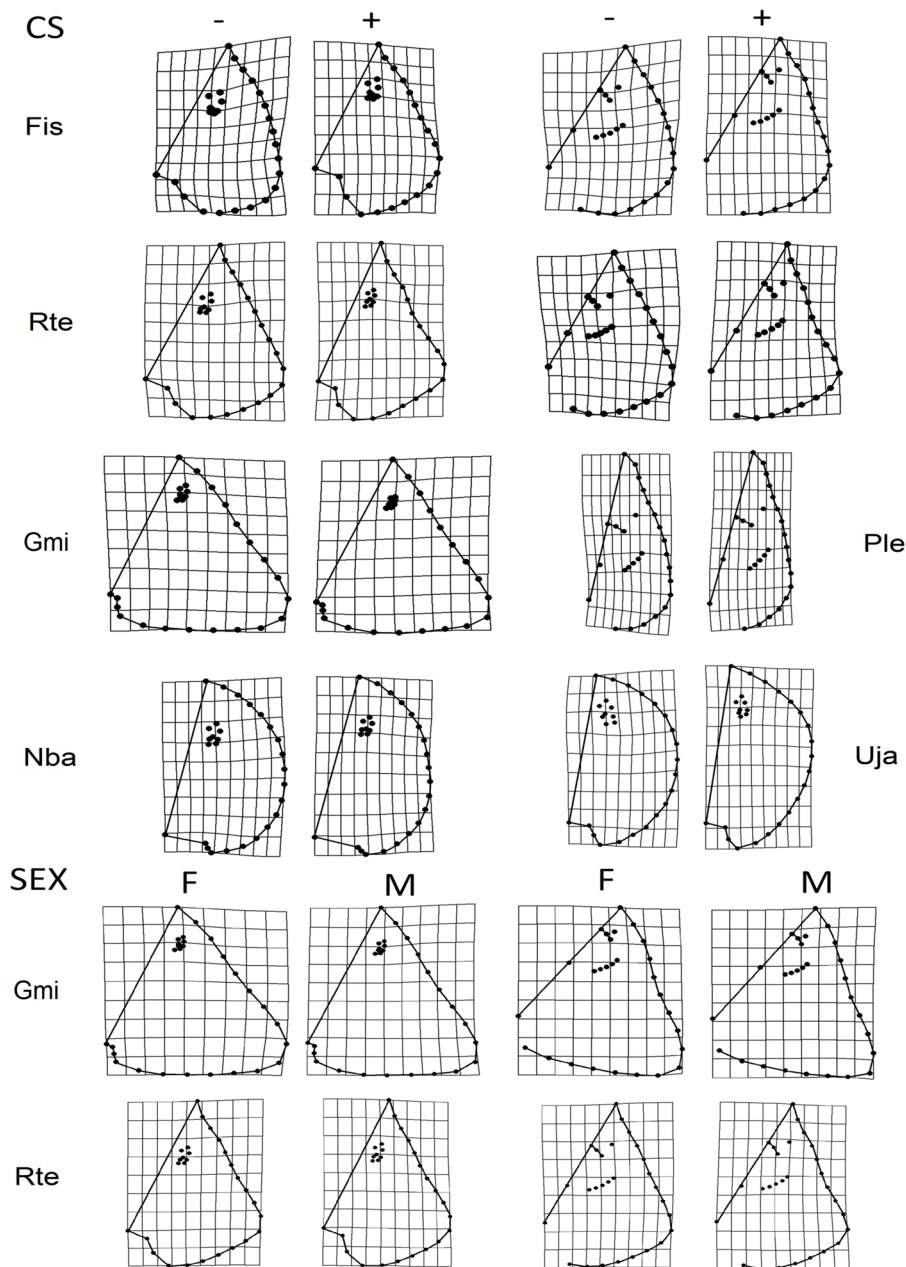 CS - + - +
Fis
Rte
Gmi Ple
Nba Uja
SEX F M F M
Gmi
Rte